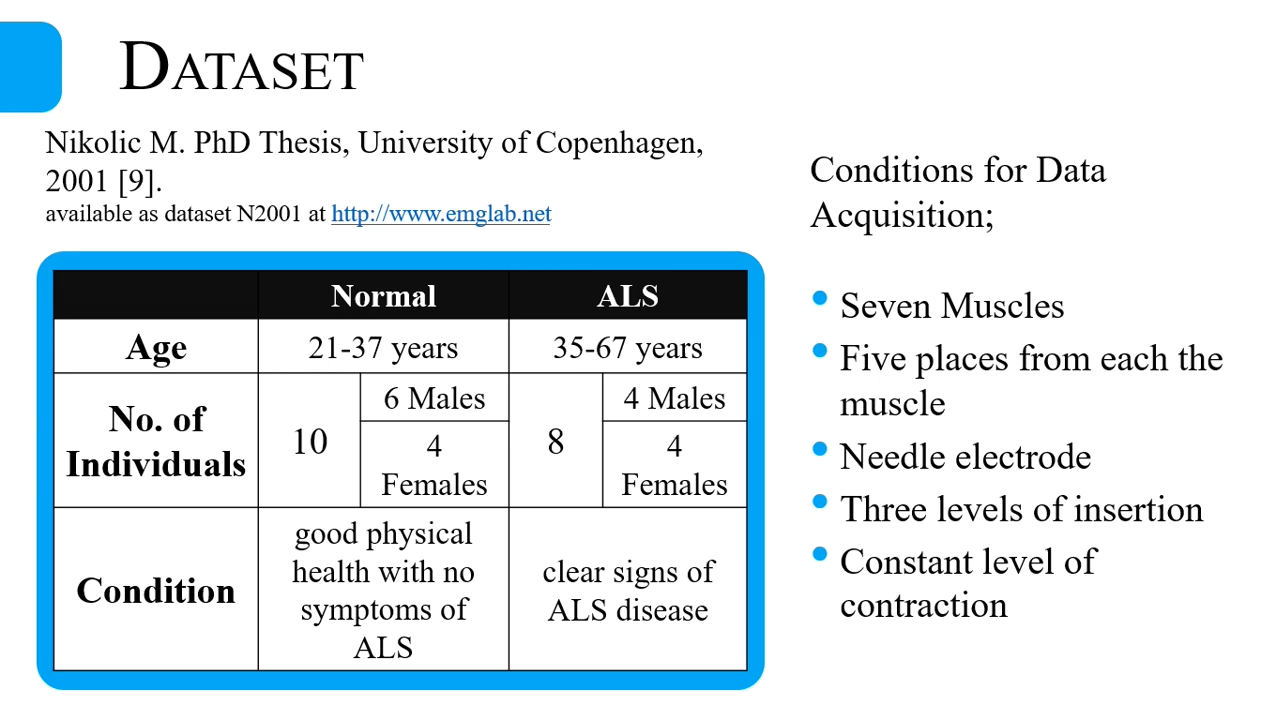 DATASET
Nikolic M. PhD Thesis, University of Copenhagen,
2001 [9].
available as dataset N2001 at http://www.emglab.net
Normal ALS
Age 21-37 years 35-67 years
No. of
Individuals
10
6 Males
4
Females
8
4 Males
4
Females
Condition
good physical
health with no
symptoms of
ALS
clear signs of
ALS disease
Conditions for Data
Acquisition;
Seven Muscles
Five places from each the
muscle
Needle electrode
Three levels of insertion
Constant level of
contraction